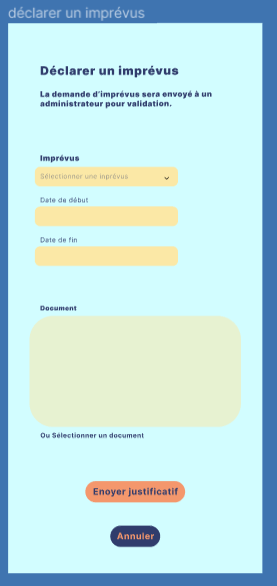 déclarer un imprévus
Déclarer un imprévus
La demande d'imprévus sera envoyé à un
administrateur pour validation.
Imprévus
Sélectionner une inprévus
Date de début
Date de fin
Document
Ou Sélectionner un document
Enoyer justificatif
Annuler